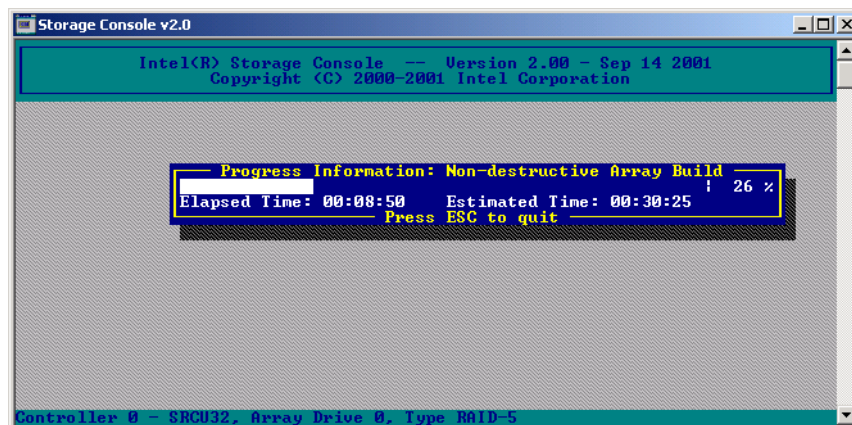 Storage Console v2.0
Intel(R) Storage Console -- Version 2.00 - Sep 14 2001
Copyright (C) 2000-2001 Intel Corporation
Progress Information: Non-destructive Array Build
26 %
Elapsed Time: 00:08:50 Estimated Time: 00:30:25
Press ESC to quit
Controller 0 - SRCU32, Array Drive 0, Type RAID-5